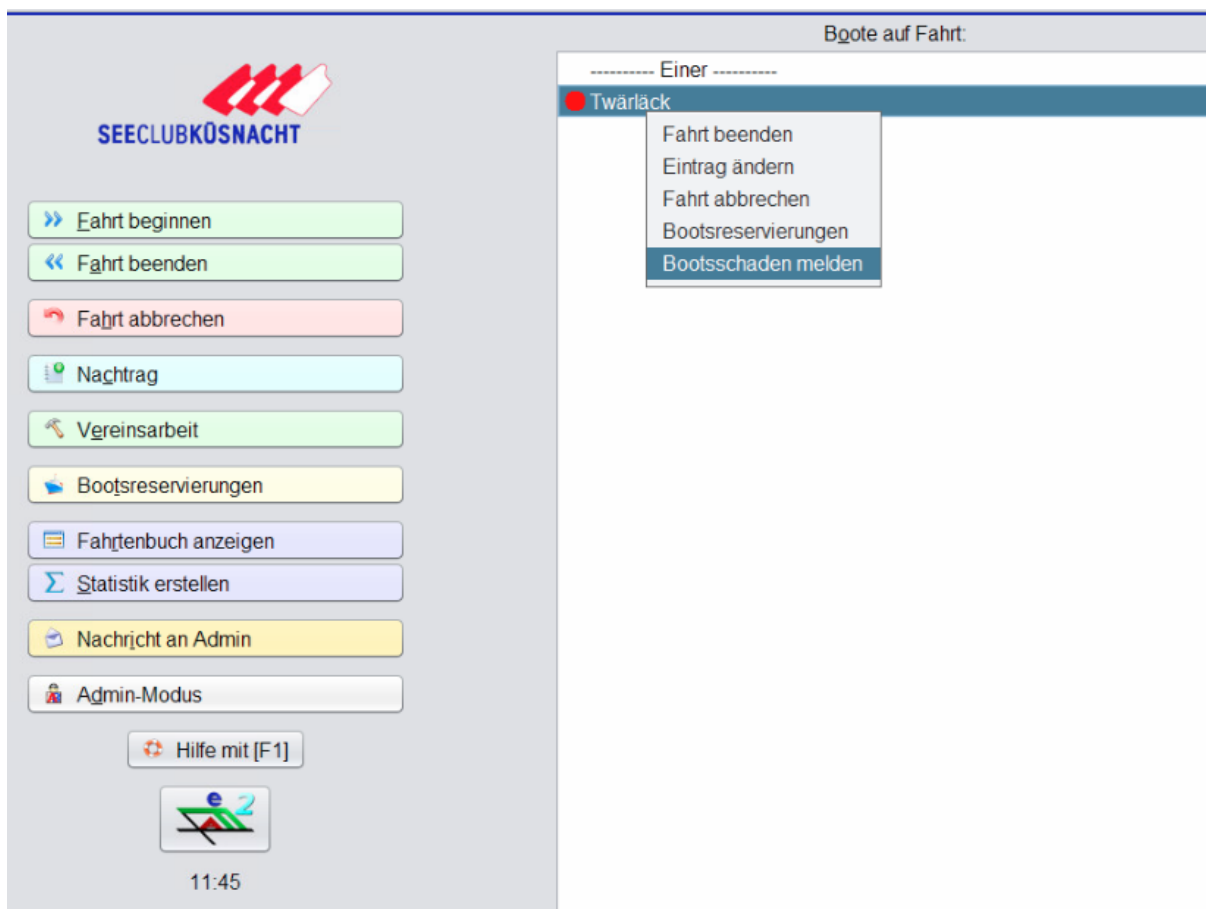 SEECLUBKÜSNACHT
Fahrt beginnen
Fahrt beenden
Fahrt abbrechen
Nachtrag
Vereinsarbeit
Bootsreservierungen
Fahrtenbuch anzeigen
Statistik erstellen
Nachricht an Admin
Admin-Modus
Hilfe mit [F1]
e2
11:45
Boote auf Fahrt:
---------- Einer ----------
Twärläck
Fahrt beenden
Eintrag ändern
Fahrt abbrechen
Bootsreservierungen
Bootsschaden melden